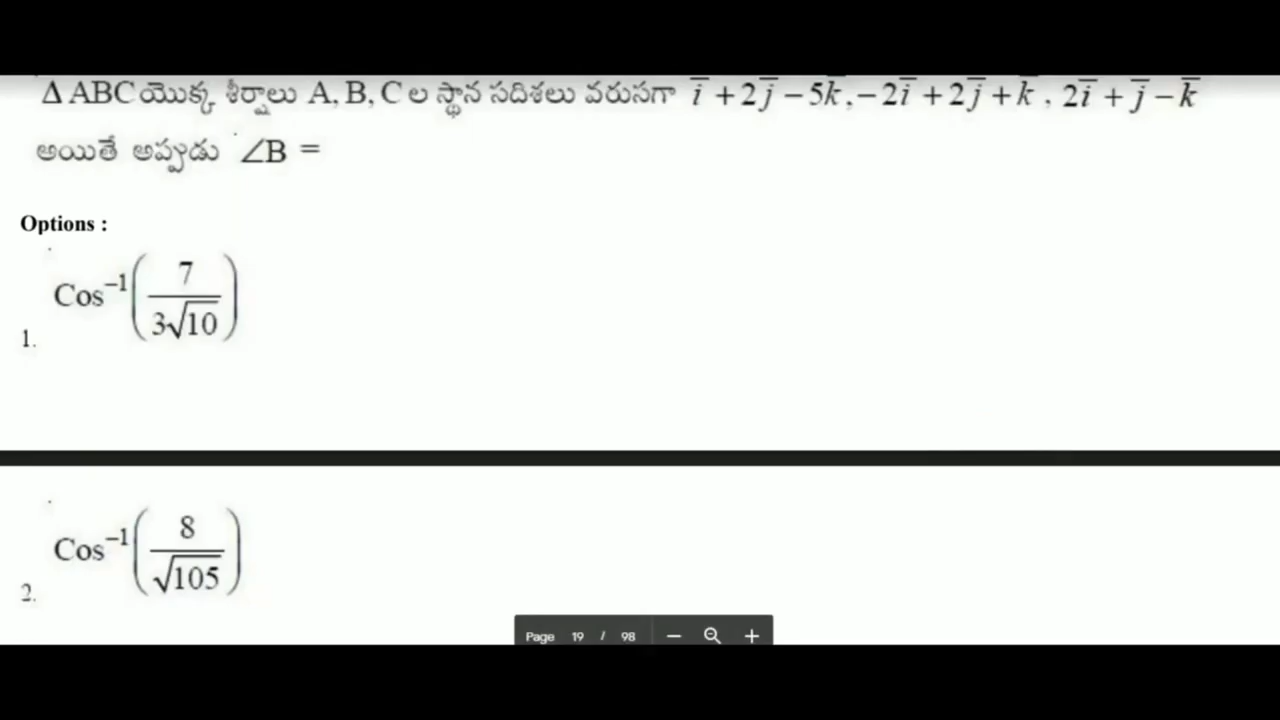 Δ ABC యొక్క శీర్షాలు A, B, C ల స్థాన సదిశలు వరుసగా i̅ + 2j̅ − 5k̅, −2i̅ + 2j̅ + k̅, 2i̅ + j̅ − k̅
అయితే అప్పుడు ∠B =
Options :
1. Cos⁻¹(7/(3√10))
2. Cos⁻¹(8/√105)
Page 19 / 98 − +